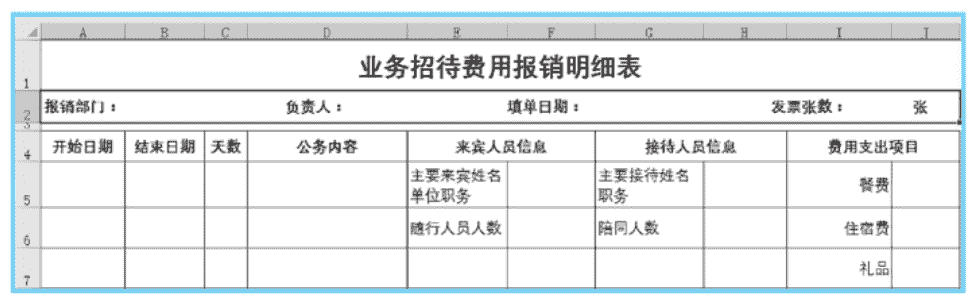 A B C D E F G H I J
1 业务招待费用报销明细表
2 报销部门： 负责人： 填单日期： 发票张数： 张
3
4 开始日期 结束日期 天数 公务内容 来宾人员信息 接待人员信息 费用支出项目
主要来宾姓名 主要接待姓名
5 单位职务 职务 餐费
6 随行人员人数 陪同人数 住宿费
7 礼品